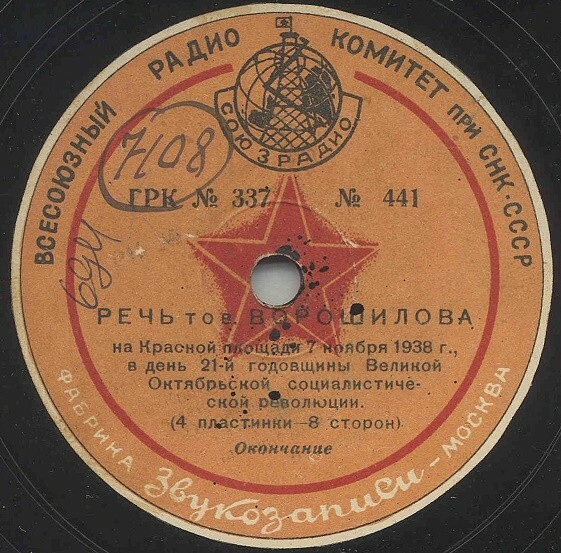 ВСЕСОЮЗНЫЙ РАДИО КОМИТЕТ при СНК·СССР
СОЮЗРАДИО
7108
ГРК № 337 № 441
РЕЧЬ тов. ВОРОШИЛОВА
на Красной площади 7 ноября 1938 г.,
в день 21-й годовщины Великой
Октябрьской социалистиче-
ской революции.
(4 пластинки—8 сторон)
Окончание
ФАБРИКА Звукозаписи — МОСКВА